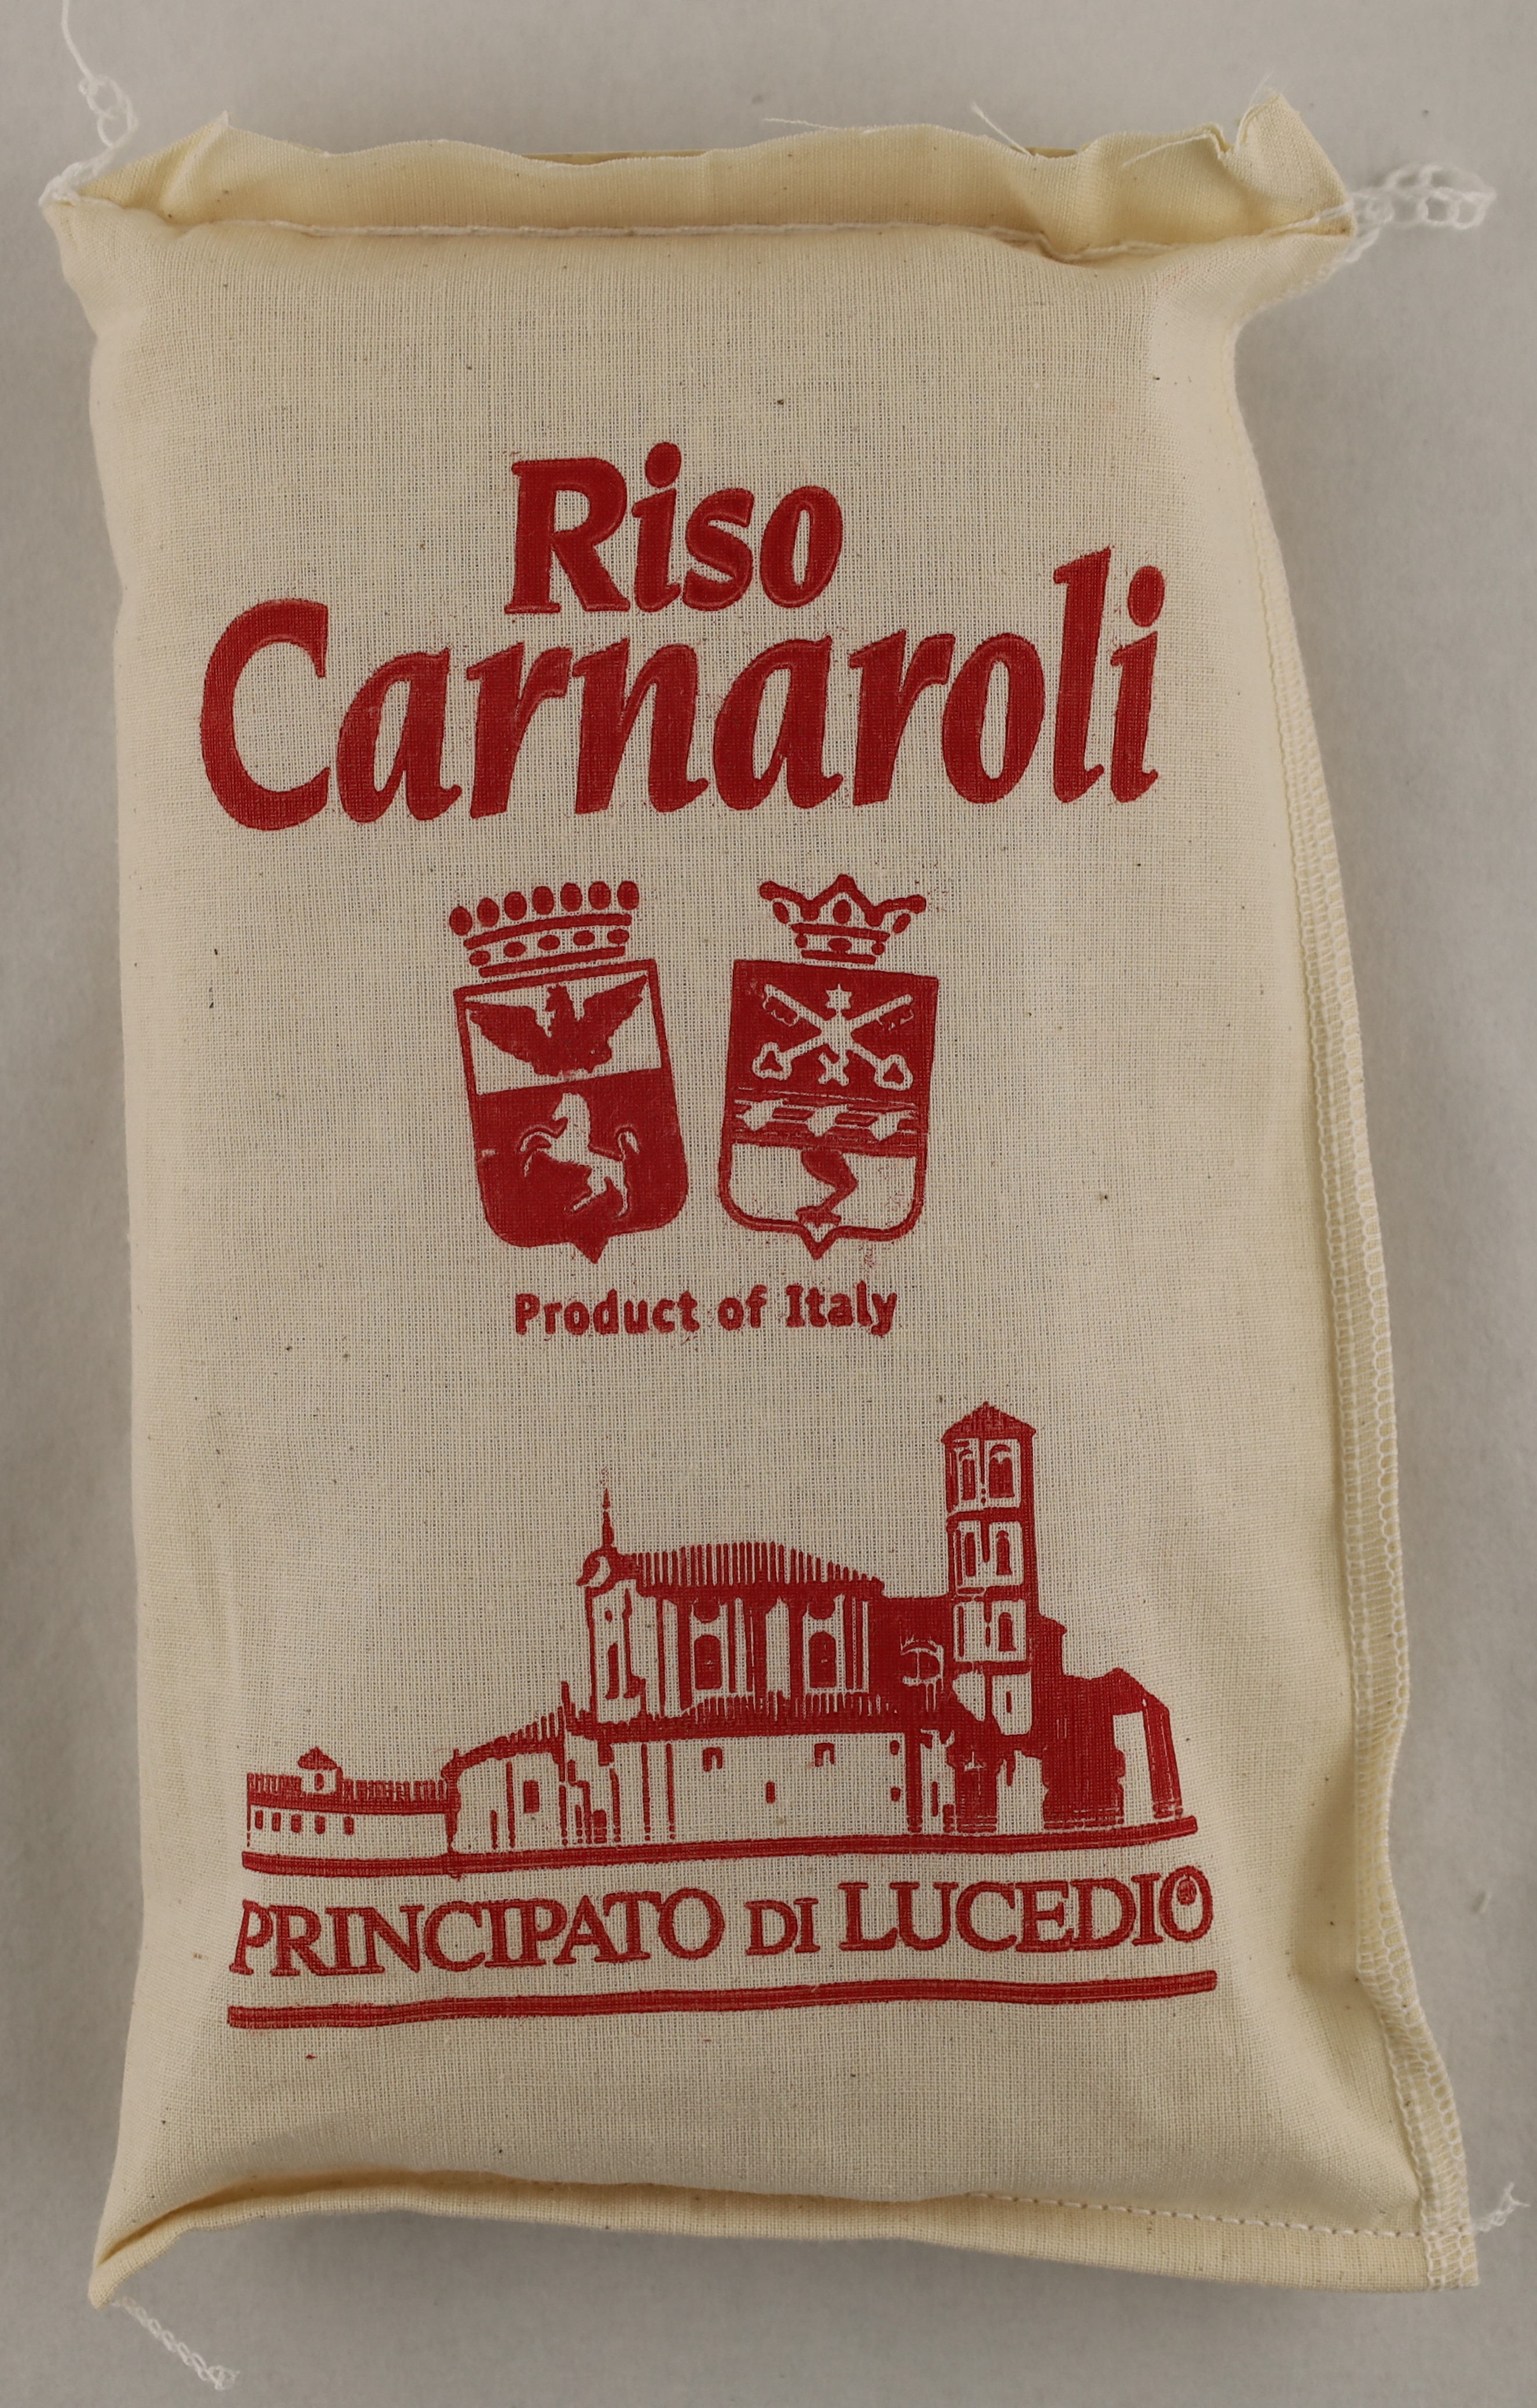 Riso
Carnaroli
Product of Italy
PRINCIPATO DI LUCEDIO